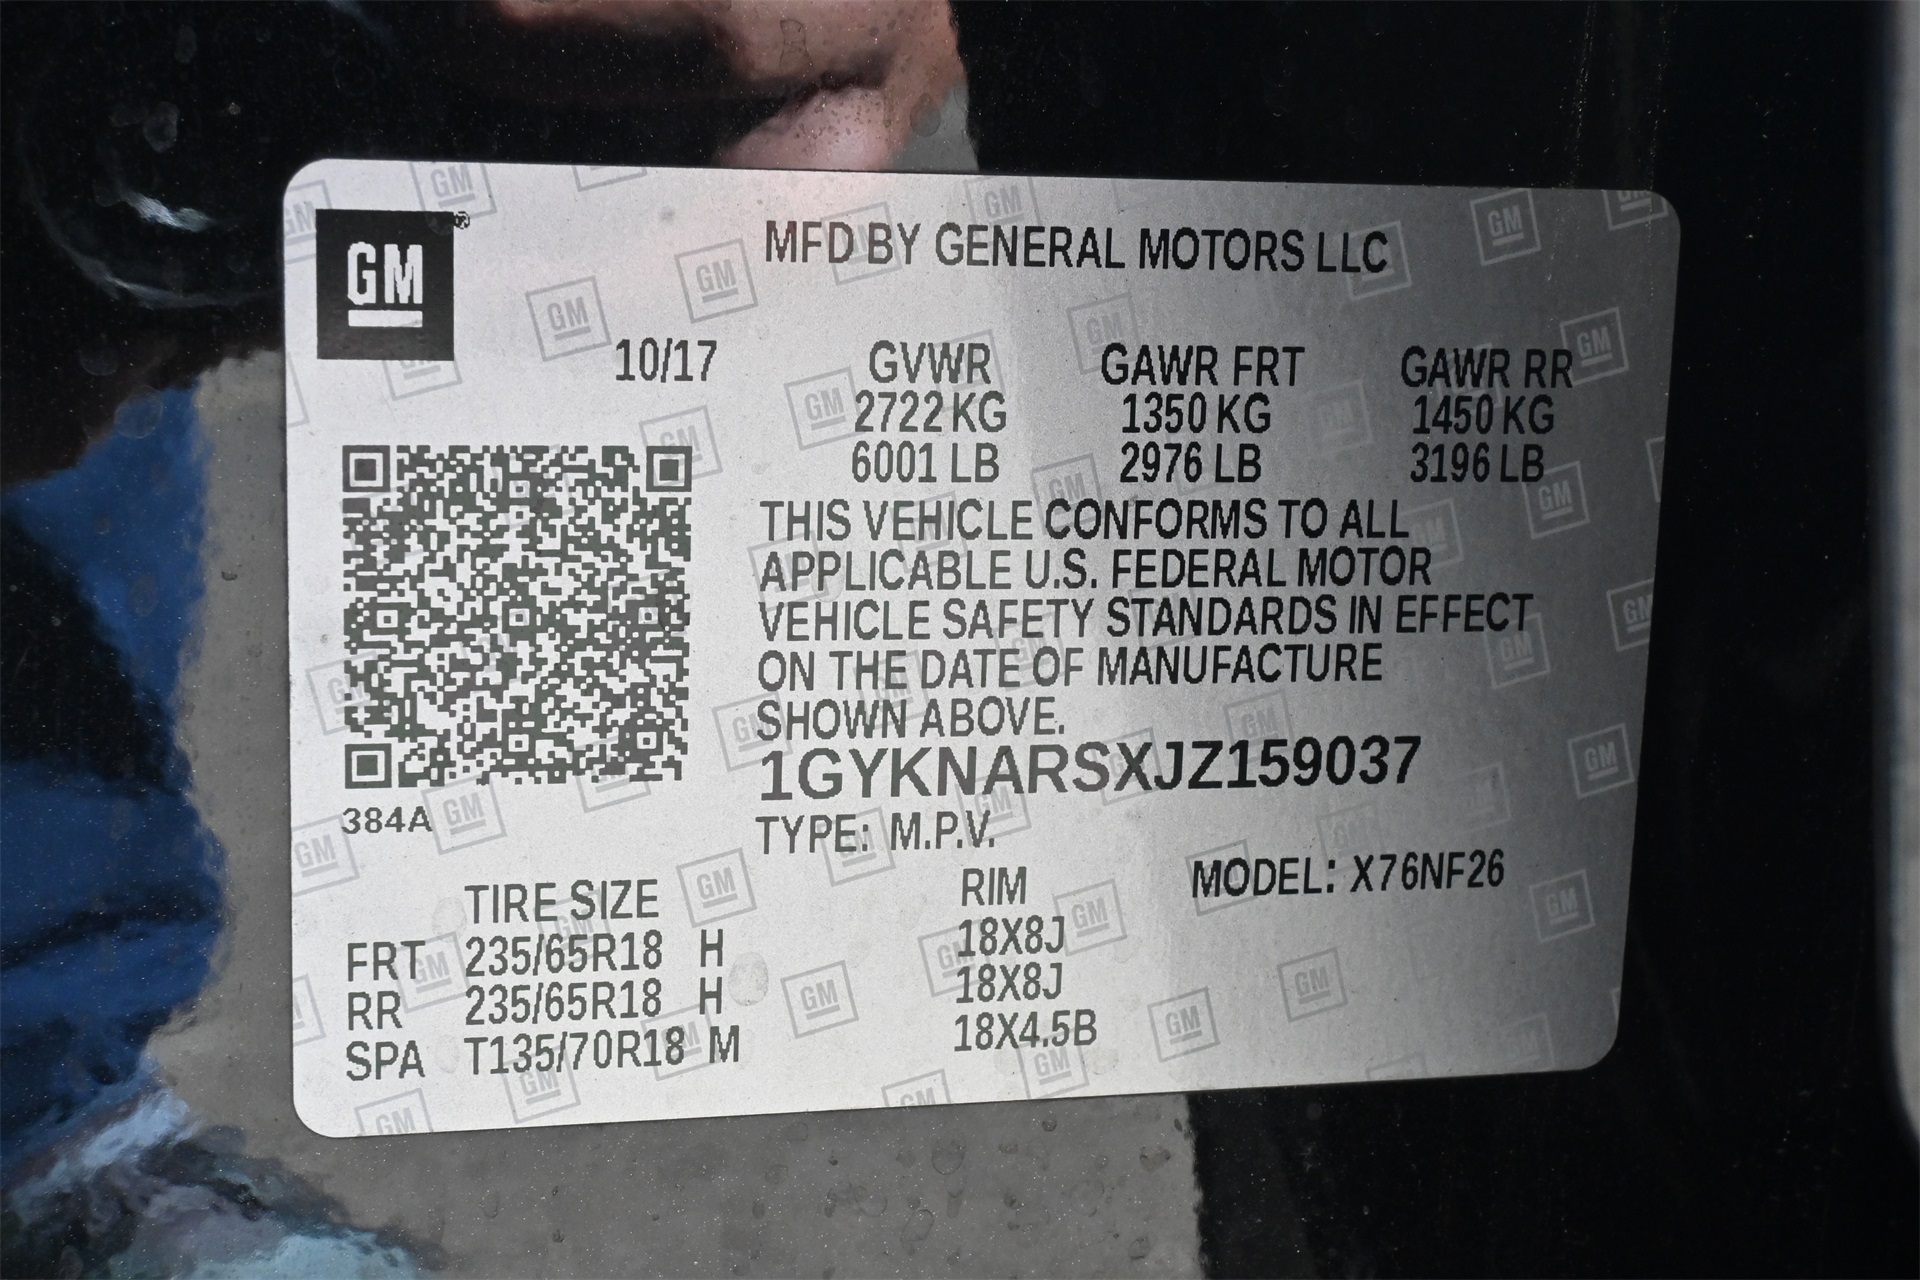 GM®
MFD BY GENERAL MOTORS LLC
10/17 GVWR GAWR FRT GAWR RR
2722 KG 1350 KG 1450 KG
6001 LB 2976 LB 3196 LB
THIS VEHICLE CONFORMS TO ALL
APPLICABLE U.S. FEDERAL MOTOR
VEHICLE SAFETY STANDARDS IN EFFECT
ON THE DATE OF MANUFACTURE
SHOWN ABOVE.
1GYKNARSXJZ159037
384A
TYPE: M.P.V.
MODEL: X76NF26
TIRE SIZE RIM
FRT 235/65R18 H 18X8J
RR 235/65R18 H 18X8J
SPA T135/70R18 M 18X4.5B